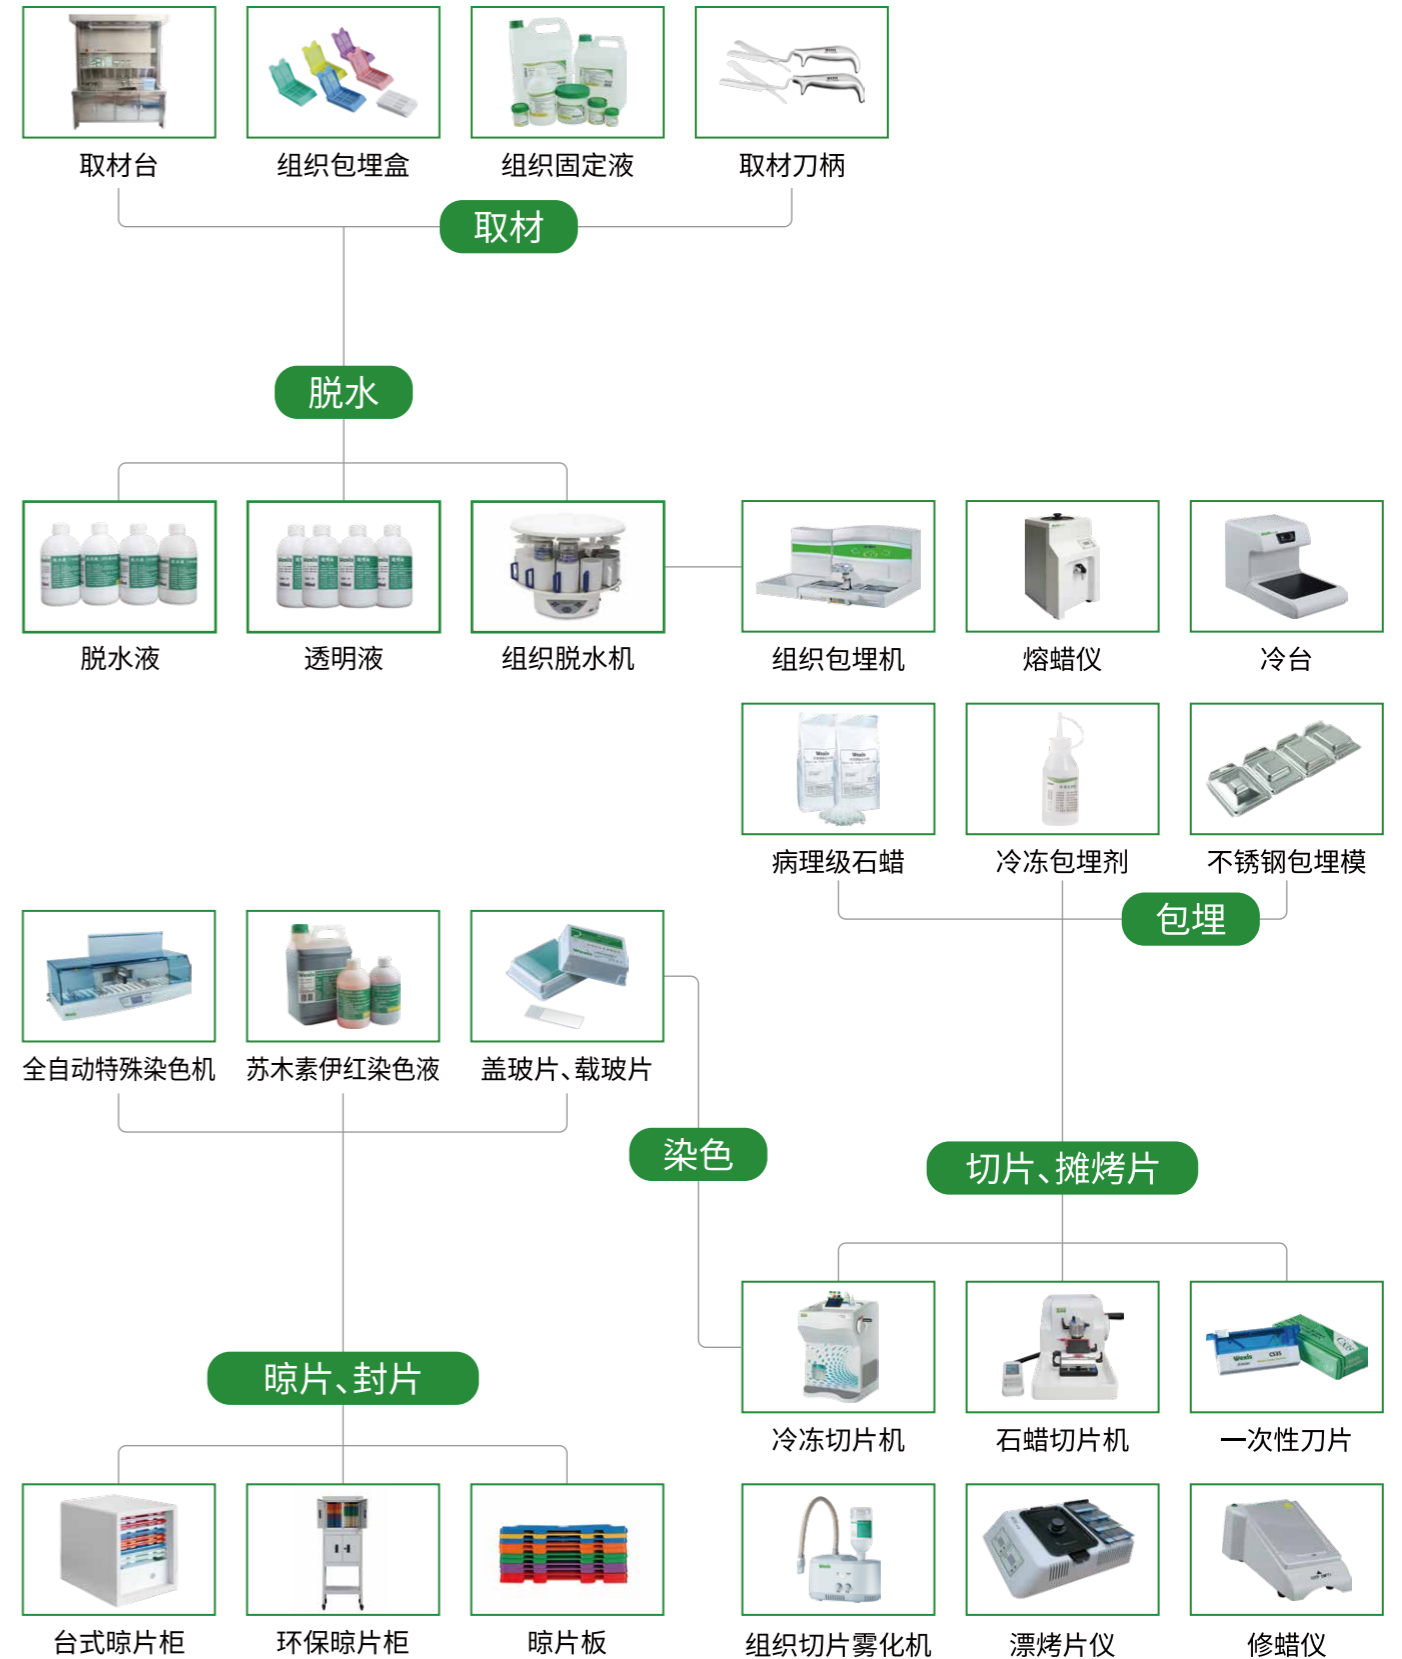 取材台
组织包埋盒
组织固定液
取材刀柄
取材
脱水
脱水液
透明液
组织脱水机
组织包埋机
熔蜡仪
冷台
病理级石蜡
冷冻包埋剂
不锈钢包埋模
包埋
全自动特殊染色机
苏木素伊红染色液
盖玻片、载玻片
染色
切片、摊烤片
晾片、封片
冷冻切片机
石蜡切片机
一次性刀片
台式晾片柜
环保晾片柜
晾片板
组织切片雾化机
漂烤片仪
修蜡仪